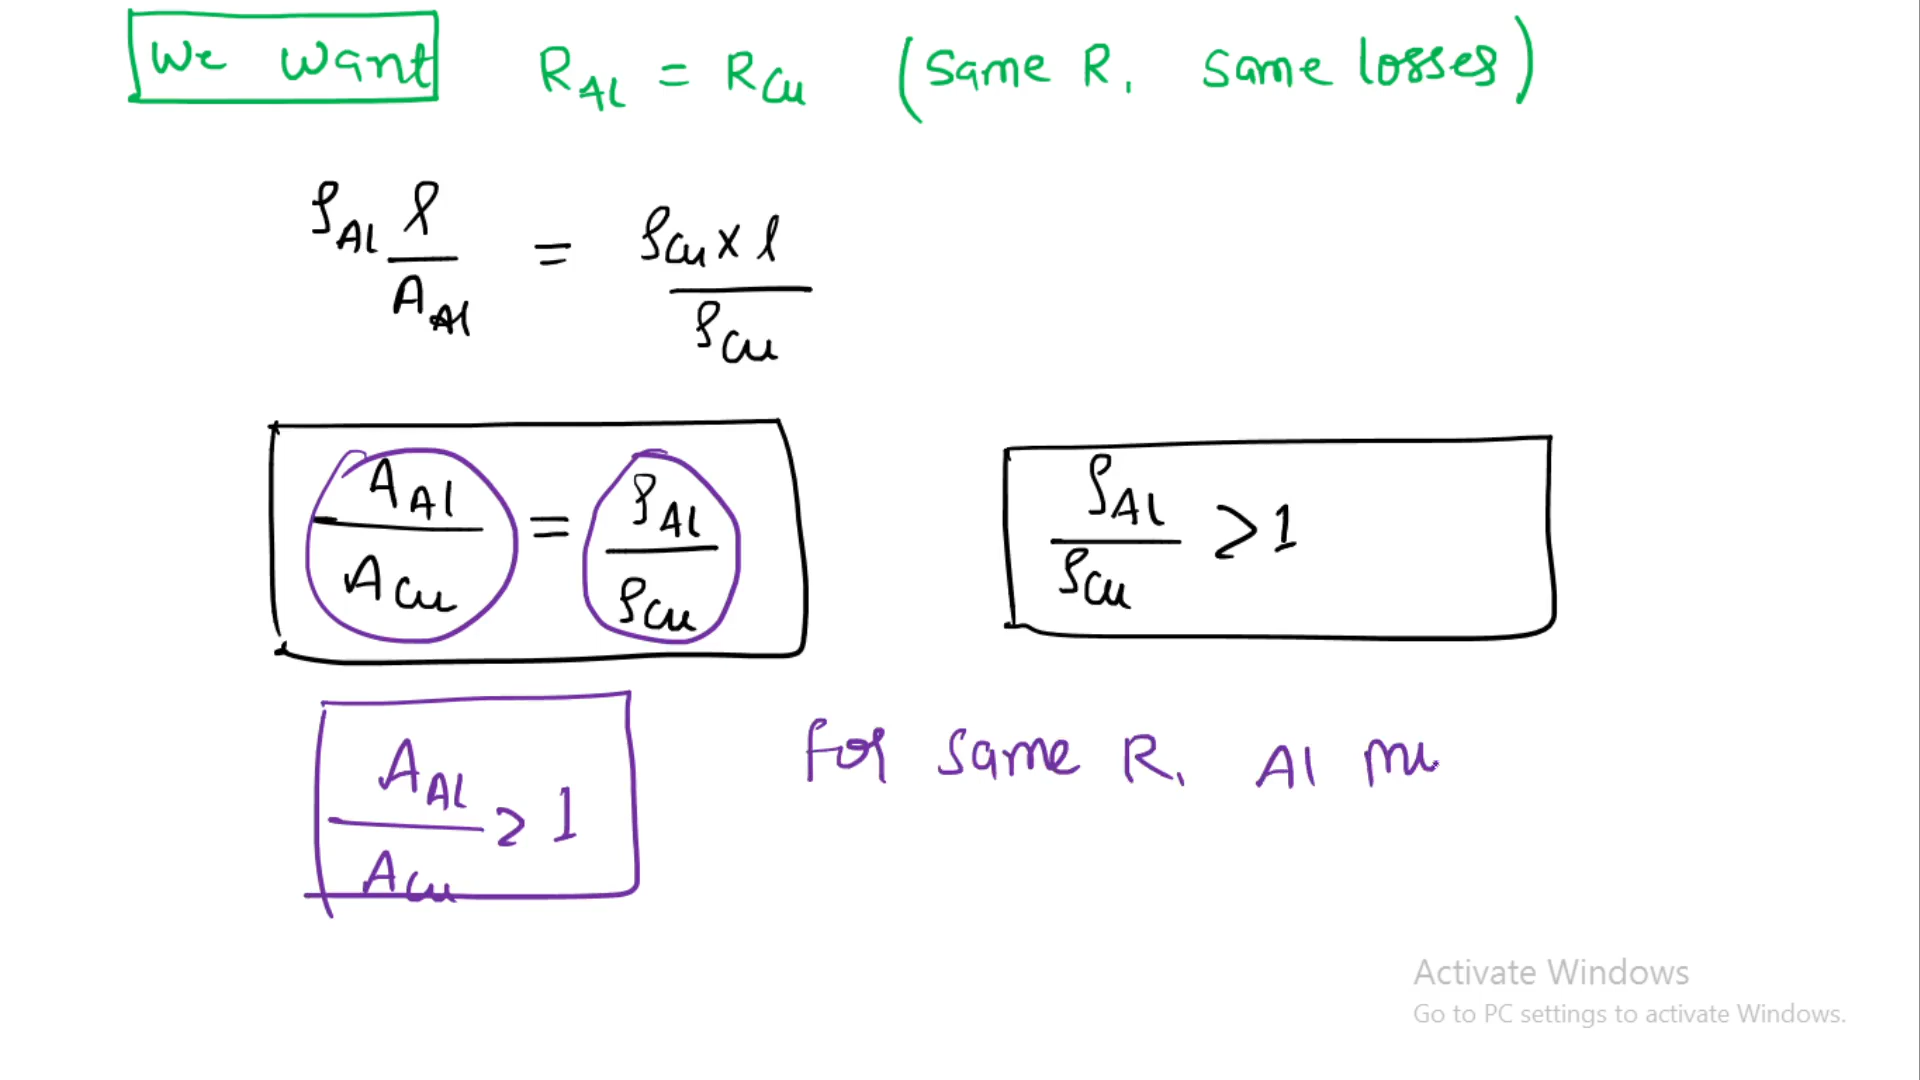 We want R_Al = R_Cu (Same R, same losses)
ρ_Al l / A_Al = ρ_Cu x l / ρ_Cu
A_Al / A_Cu = ρ_Al / ρ_Cu
ρ_Al / ρ_Cu > 1
A_Al / A_Cu > 1
for same R, Al mu
Activate Windows
Go to PC settings to activate Windows.